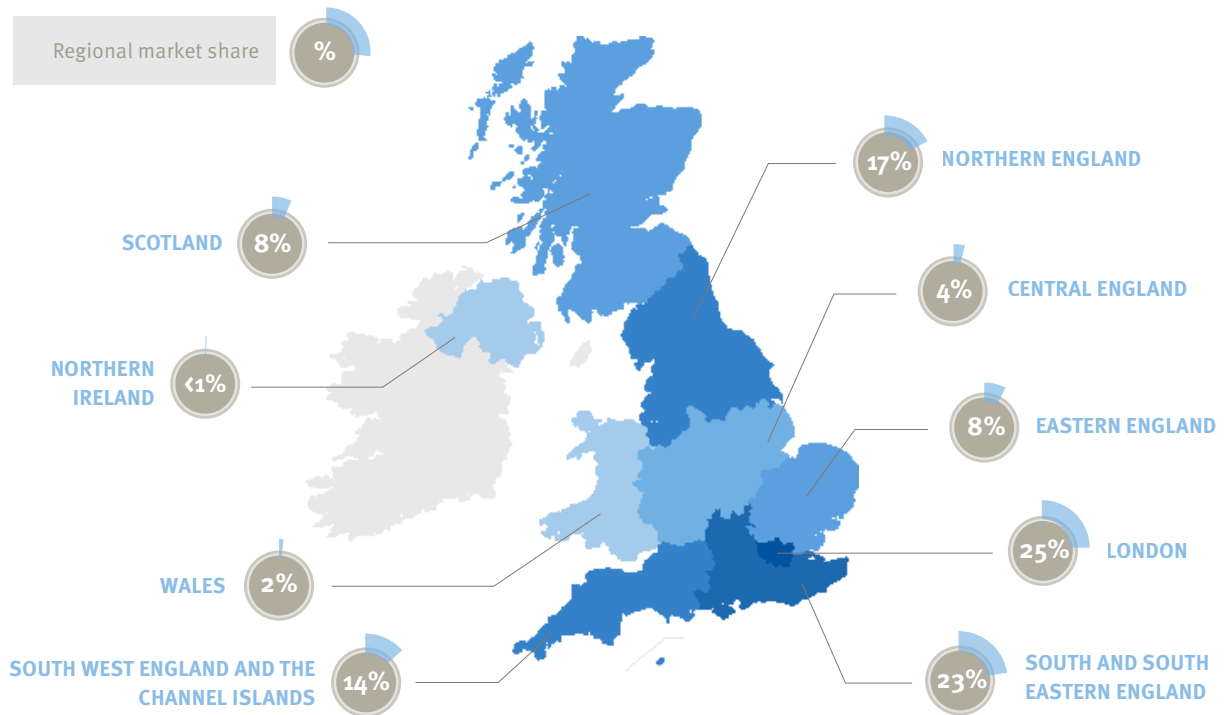 Regional market share
%
17%
NORTHERN ENGLAND
SCOTLAND
8%
4%
CENTRAL ENGLAND
NORTHERN
IRELAND
<1%
8%
EASTERN ENGLAND
25%
LONDON
WALES
2%
SOUTH WEST ENGLAND AND THE
CHANNEL ISLANDS
14%
23%
SOUTH AND SOUTH
EASTERN ENGLAND